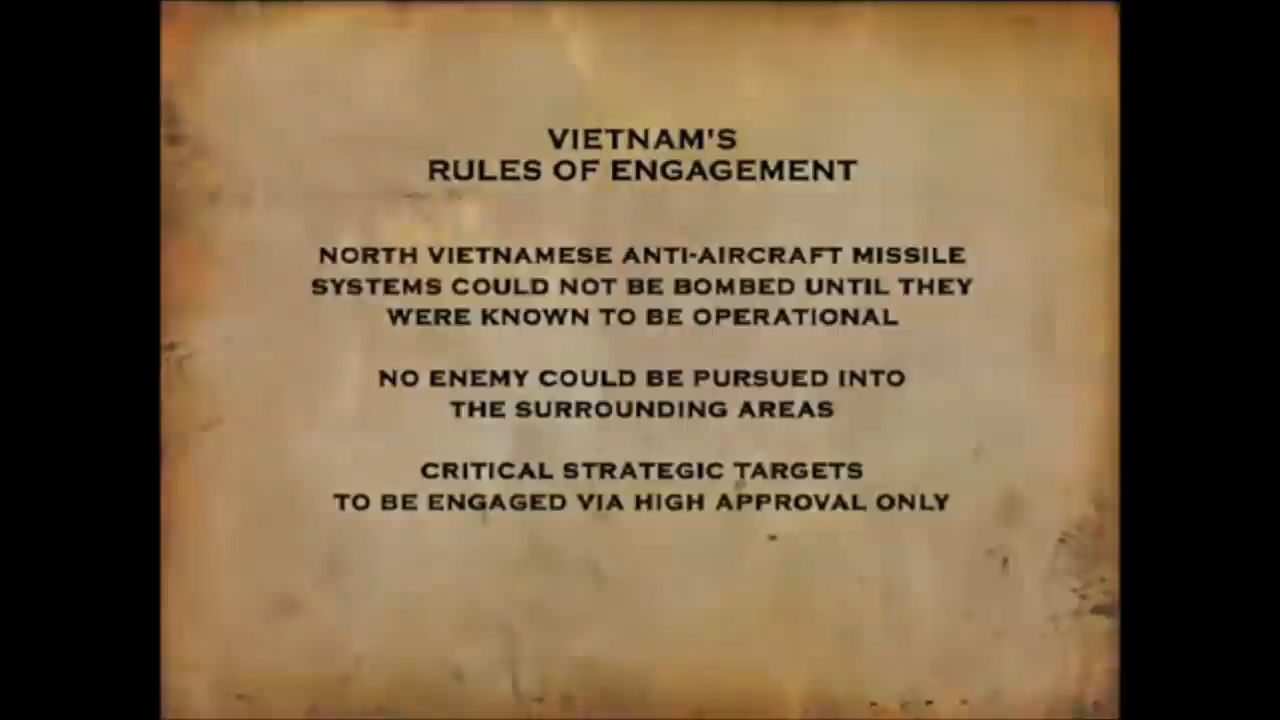 VIETNAM'S
RULES OF ENGAGEMENT
NORTH VIETNAMESE ANTI-AIRCRAFT MISSILE
SYSTEMS COULD NOT BE BOMBED UNTIL THEY
WERE KNOWN TO BE OPERATIONAL
NO ENEMY COULD BE PURSUED INTO
THE SURROUNDING AREAS
CRITICAL STRATEGIC TARGETS
TO BE ENGAGED VIA HIGH APPROVAL ONLY